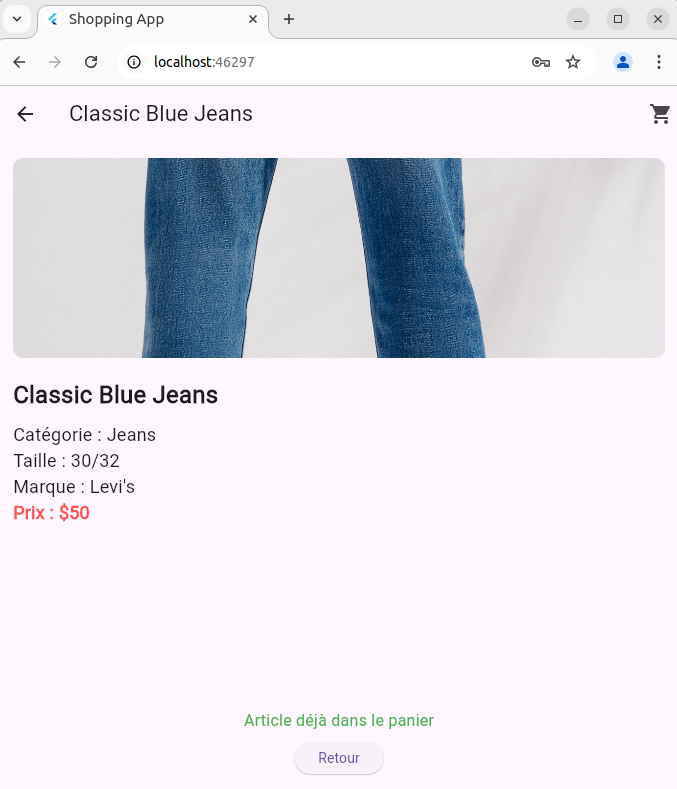 Shopping App
localhost:46297
Classic Blue Jeans
Classic Blue Jeans
Catégorie : Jeans
Taille : 30/32
Marque : Levi's
Prix : $50
Article déjà dans le panier
Retour